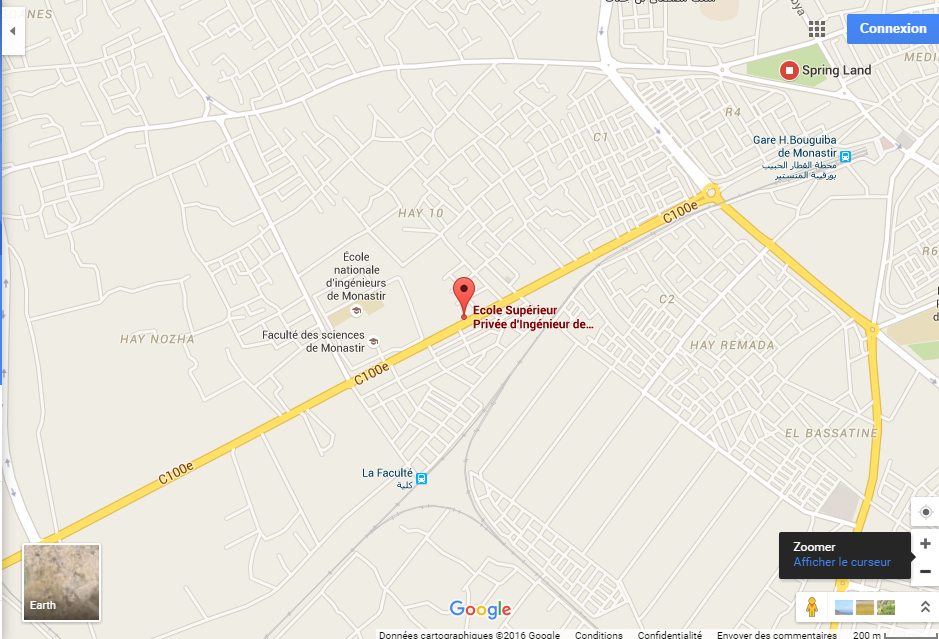 NES
Connexion
Spring Land
MEDI
R4
C1
Gare H.Bouguiba
de Monastir
محطة القطار الحبيب
بورقيبة المنستير
C100e
HAY 10
R6
École
nationale
d'ingénieurs
de Monastir
C2
Ecole Supérieur
Privée d'Ingénieur de...
Faculté des sciences
de Monastir
HAY NOZHA
HAY REMADA
C100e
EL BASSATINE
C100e
La Faculté
كلية
Zoomer
Afficher le curseur
Earth
Google
Données cartographiques ©2016 Google Conditions Confidentialité Envoyer des commentaires 200 m